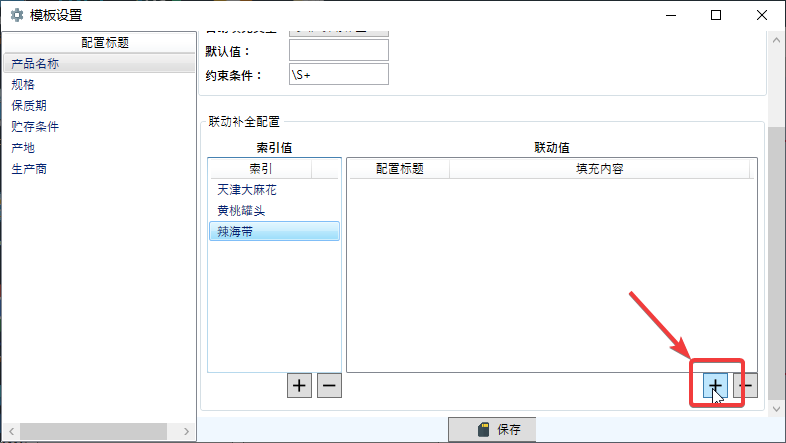 模板设置
配置标题
产品名称
规格
保质期
贮存条件
产地
生产商
默认值：
约束条件： \S+
联动补全配置
索引值
索引
天津大麻花
黄桃罐头
辣海带
联动值
配置标题 填充内容
保存